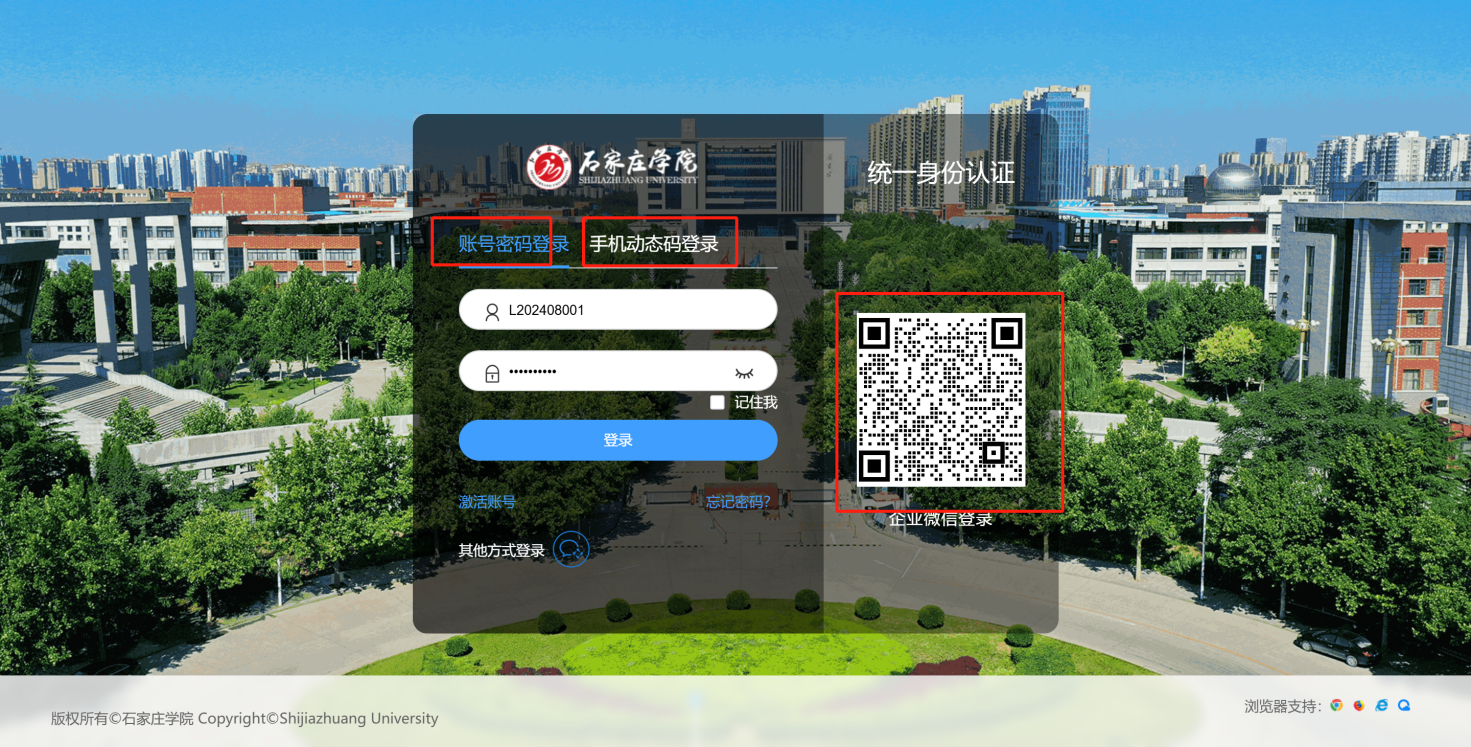 石家庄学院
SHIJIAZHUANG UNIVERSITY
统一身份认证
账号密码登录 手机动态码登录
L202408001
••••••••••
记住我
登录
激活账号 忘记密码？
企业微信登录
其他方式登录
版权所有©石家庄学院 Copyright©Shijiazhuang University
浏览器支持：